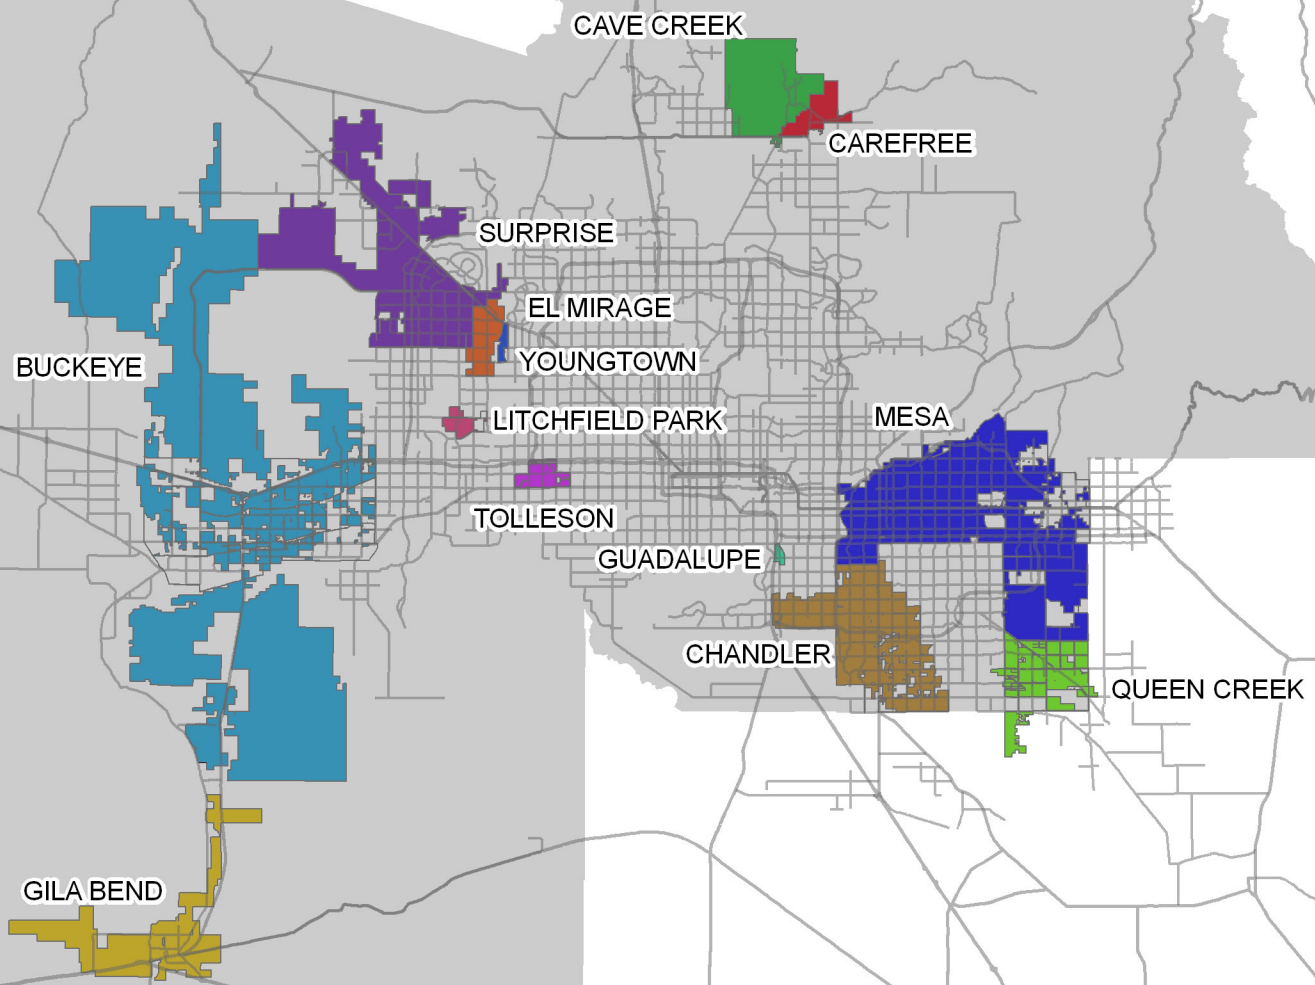 CAVE CREEK
CAREFREE
SURPRISE
EL MIRAGE
BUCKEYE
YOUNGTOWN
LITCHFIELD PARK
MESA
TOLLESON
GUADALUPE
CHANDLER
QUEEN CREEK
GILA BEND